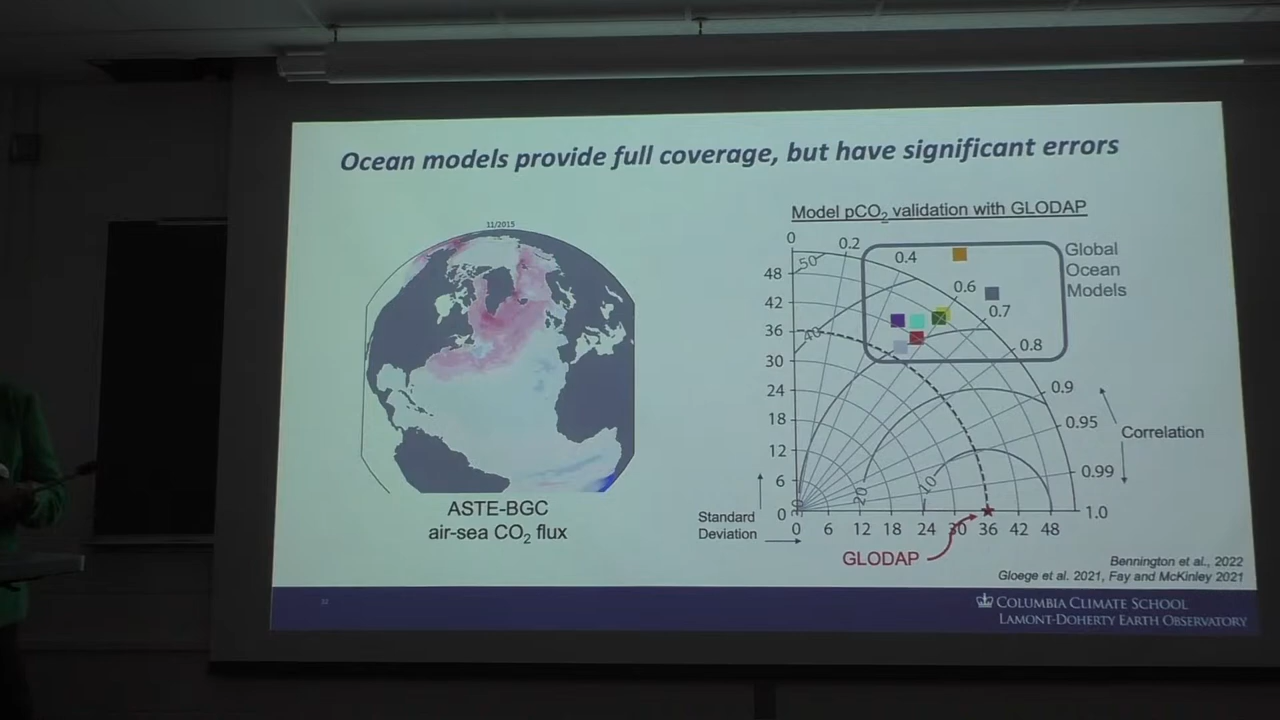 Ocean models provide full coverage, but have significant errors
11/2015
ASTE-BGC
air-sea CO2 flux
Model pCO2 validation with GLODAP
0
0.2
0.4
0.6
0.7
0.8
0.9
0.95
0.99
1.0
Global
Ocean
Models
Correlation
48
42
36
30
24
18
12
6
0
50
40
20
10
0
Standard
Deviation
0 6 12 18 24 30 36 42 48
GLODAP
Bennington et al., 2022
Gloege et al. 2021, Fay and McKinley 2021
COLUMBIA CLIMATE SCHOOL
LAMONT-DOHERTY EARTH OBSERVATORY